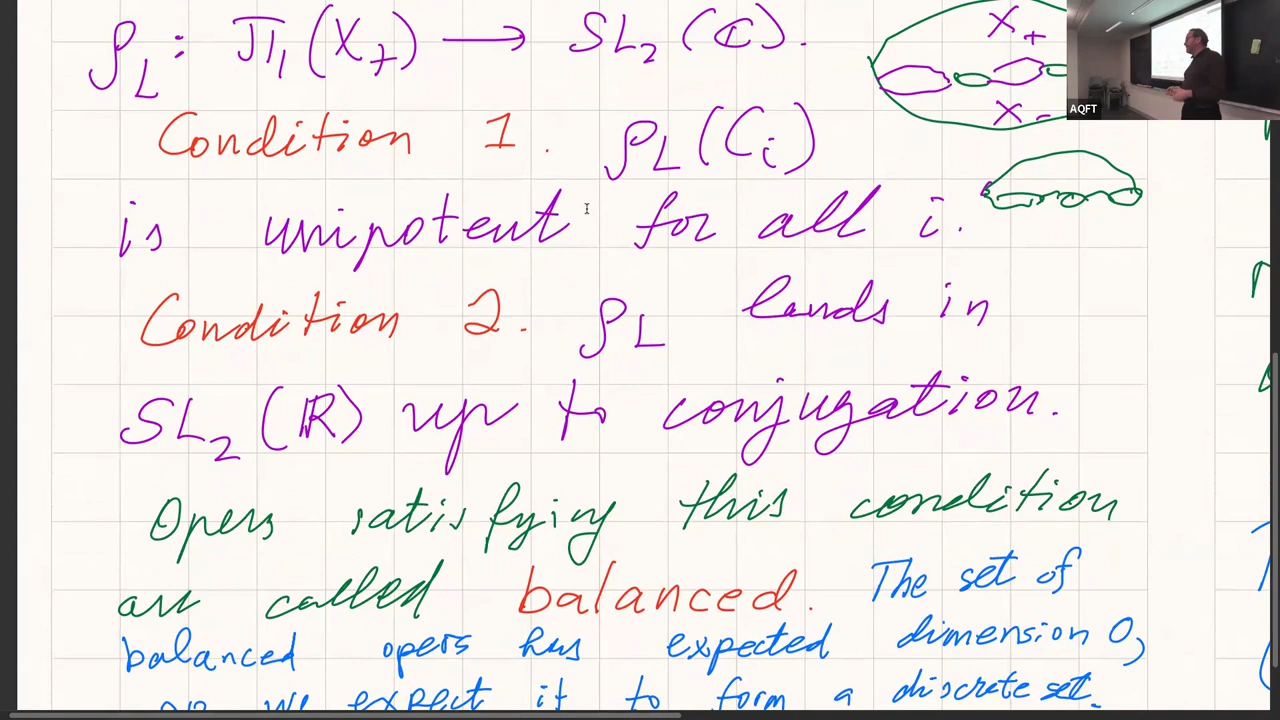 ρ_L : π_1(X_+) ⟶ SL_2(ℂ).
X_+
X_-
AQFT
Condition 1. ρ_L(C_i)
is unipotent for all i.
Condition 2. ρ_L lands in
SL_2(ℝ) up to conjugation.
Opers satisfying this condition
are called balanced. The set of
balanced opers has expected dimension 0,
so we expect it to form a discrete set.